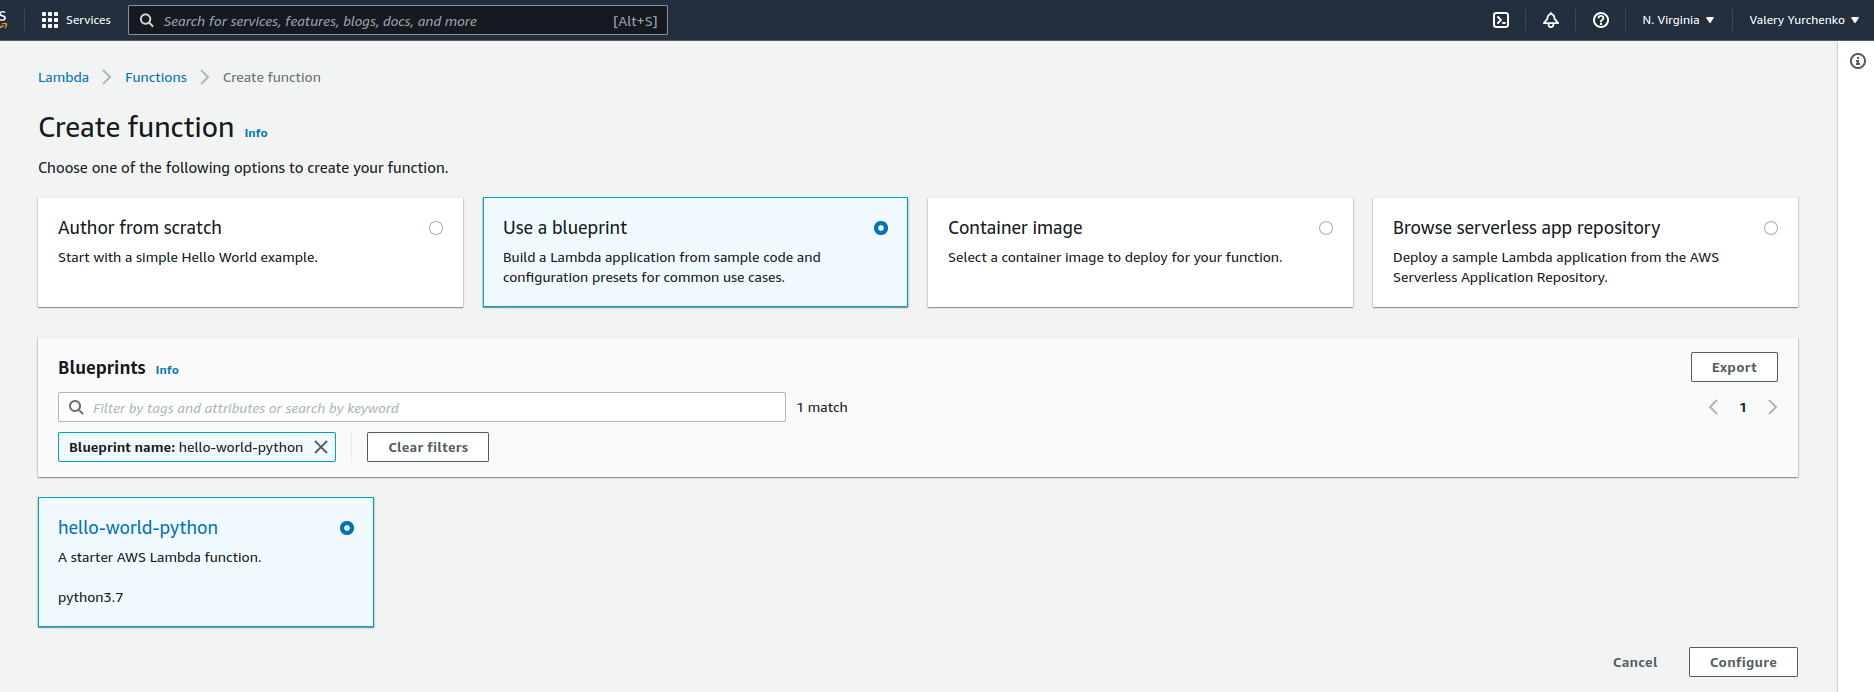 Services
Search for services, features, blogs, docs, and more [Alt+S]
N. Virginia
Valery Yurchenko
Lambda
Functions
Create function
Create function Info
Choose one of the following options to create your function.
Author from scratch
Start with a simple Hello World example.
Use a blueprint
Build a Lambda application from sample code and
configuration presets for common use cases.
Container image
Select a container image to deploy for your function.
Browse serverless app repository
Deploy a sample Lambda application from the AWS
Serverless Application Repository.
Blueprints Info
Export
Filter by tags and attributes or search by keyword
1 match
1
Blueprint name: hello-world-python
Clear filters
hello-world-python
A starter AWS Lambda function.
python3.7
Cancel
Configure